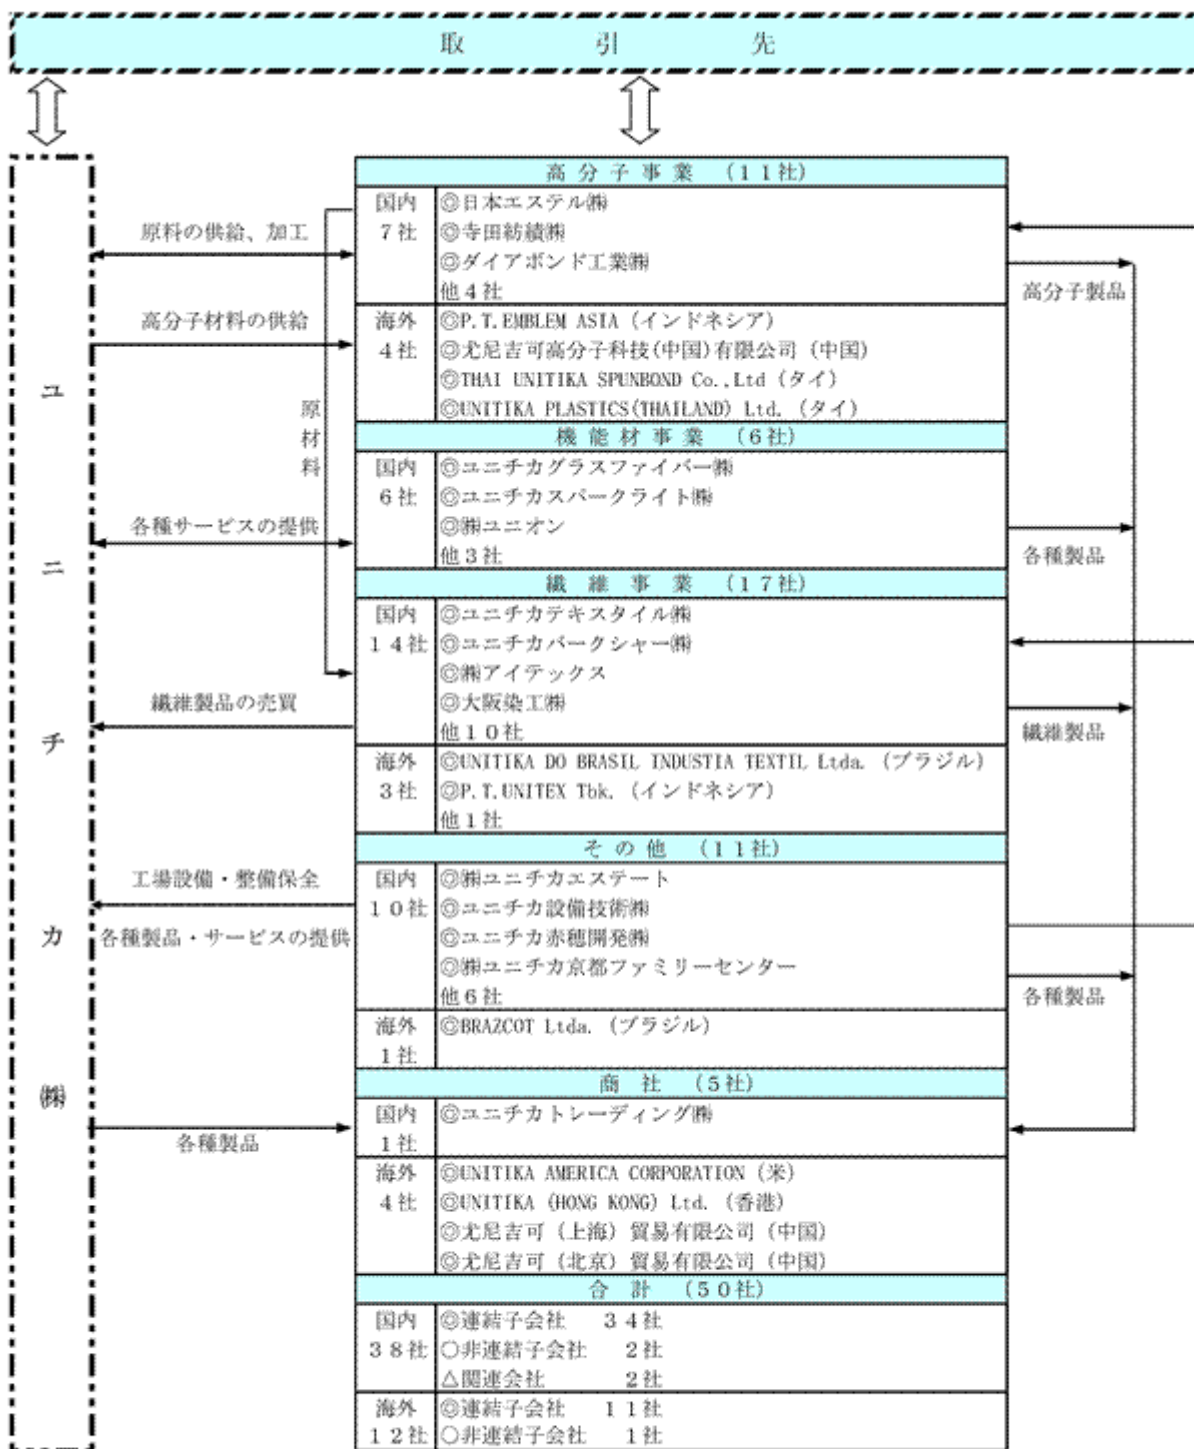 取引先
高分子事業 (11社)
国内 ◎日本エステル㈱
7社 ◎寺田紡績㈱
◎ダイアボンド工業㈱
他4社
海外 ◎P.T.EMBLEM ASIA (インドネシア)
4社 ◎尤尼吉可高分子科技(中国)有限公司 (中国)
◎THAI UNITIKA SPUNBOND Co.,Ltd (タイ)
◎UNITIKA PLASTICS(THAILAND) Ltd. (タイ)
機能材事業 (6社)
国内 ◎ユニチカグラスファイバー㈱
6社 ◎ユニチカスパークライト㈱
◎㈱ユニオン
他3社
繊維事業 (17社)
国内 ◎ユニチカテキスタイル㈱
14社 ◎ユニチカバークシャー㈱
◎㈱アイテックス
◎大阪染工㈱
他10社
海外 ◎UNITIKA DO BRASIL INDUSTIA TEXTIL Ltda. (ブラジル)
3社 ◎P.T.UNITEX Tbk. (インドネシア)
他1社
その他 (11社)
国内 ◎㈱ユニチカエステート
10社 ◎ユニチカ設備技術㈱
◎ユニチカ赤穂開発㈱
◎㈱ユニチカ京都ファミリーセンター
他6社
海外 ◎BRAZCOT Ltda. (ブラジル)
1社
商社 (5社)
国内 ◎ユニチカトレーディング㈱
1社
海外 ◎UNITIKA AMERICA CORPORATION (米)
4社 ◎UNITIKA (HONG KONG) Ltd. (香港)
◎尤尼吉可 (上海) 貿易有限公司 (中国)
◎尤尼吉可 (北京) 貿易有限公司 (中国)
合計 (50社)
国内 ◎連結子会社 34社
38社 ○非連結子会社 2社
△関連会社 2社
海外 ◎連結子会社 11社
12社 ○非連結子会社 1社
ユニチカ㈱
原料の供給、加工
高分子材料の供給
原材料
各種サービスの提供
繊維製品の売買
工場設備・整備保全
各種製品・サービスの提供
各種製品
高分子製品
各種製品
繊維製品
各種製品